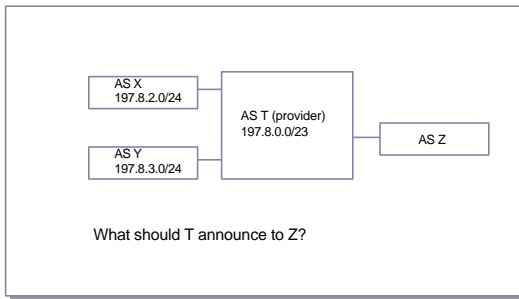 AS X
197.8.2.0/24
AS T (provider)
197.8.0.0/23
AS Z
AS Y
197.8.3.0/24
What should T announce to Z?